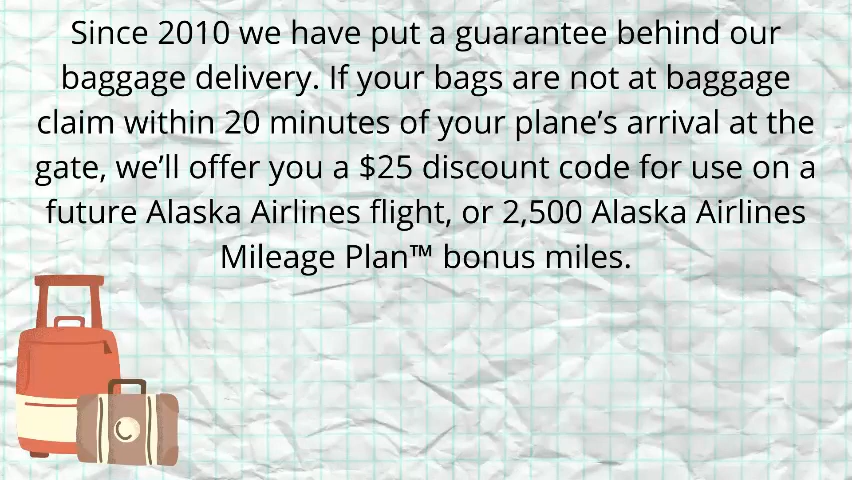 Since 2010 we have put a guarantee behind our
baggage delivery. If your bags are not at baggage
claim within 20 minutes of your plane’s arrival at the
gate, we’ll offer you a $25 discount code for use on a
future Alaska Airlines flight, or 2,500 Alaska Airlines
Mileage Plan™ bonus miles.